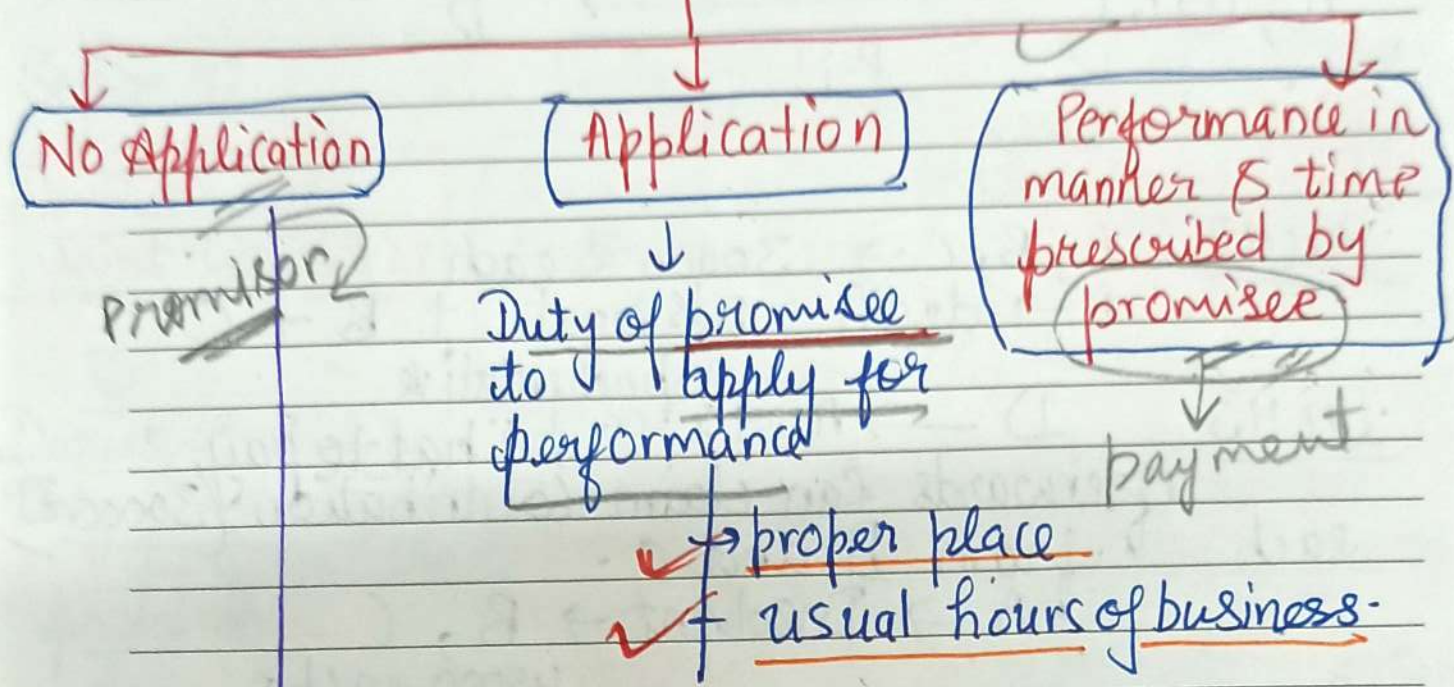 No Application
Promisor
Application
Duty of promisee
to apply for
performance
proper place
usual hours of business.
Performance in
manner & time
prescribed by
promisee
payment